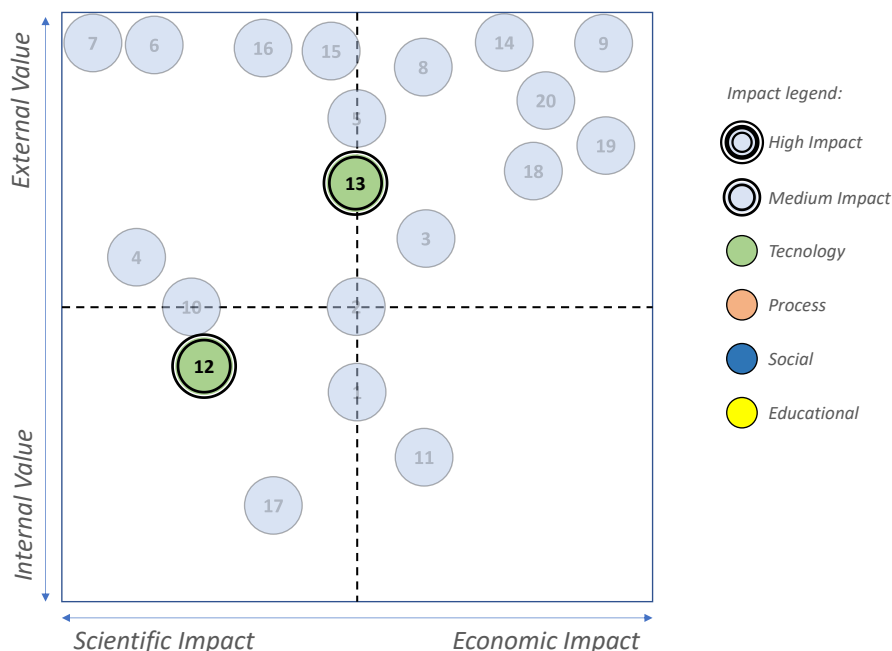 External Value
Internal Value
7
6
16
15
8
14
9
5
20
19
18
13
3
4
10
2
12
1
11
17
Scientific Impact
Economic Impact
Impact legend:
High Impact
Medium Impact
Tecnology
Process
Social
Educational